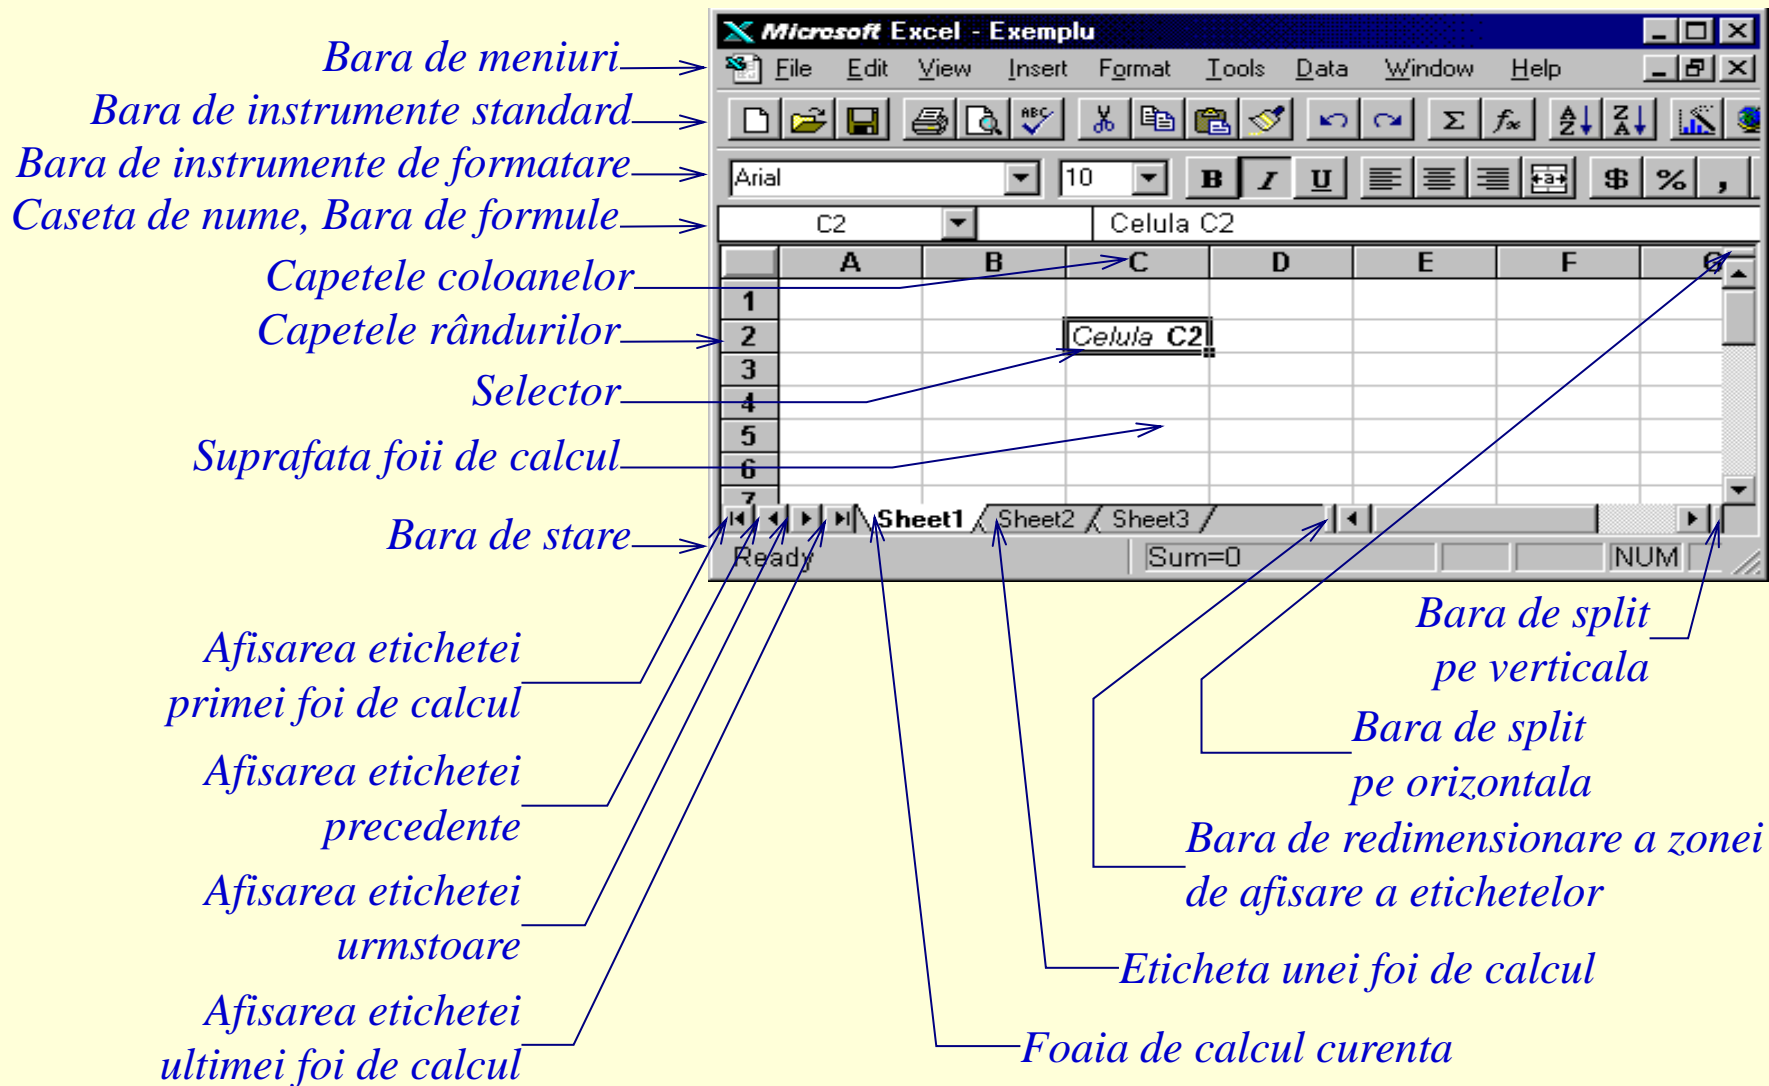 Microsoft Excel - Exemplu
Bara de meniuri
File Edit View Insert Format Tools Data Window Help
Bara de instrumente standard
ABC
Σ fx A Z Z A
Bara de instrumente de formatare
Arial 10 B I U a $ % ,
Caseta de nume, Bara de formule
C2 Celula C2
Capetele coloanelor
A B C D E F G
1
Capetele rândurilor
2 Celula C2
3
Selector
4
5
Suprafata foii de calcul
6
7
Sheet1 Sheet2 Sheet3
Bara de stare
Ready Sum=0 NUM
Bara de split
pe verticala
Afisarea etichetei
primei foi de calcul
Bara de split
pe orizontala
Afisarea etichetei
precedente
Bara de redimensionare a zonei
de afisare a etichetelor
Afisarea etichetei
urmstoare
Eticheta unei foi de calcul
Afisarea etichetei
ultimei foi de calcul
Foaia de calcul curenta